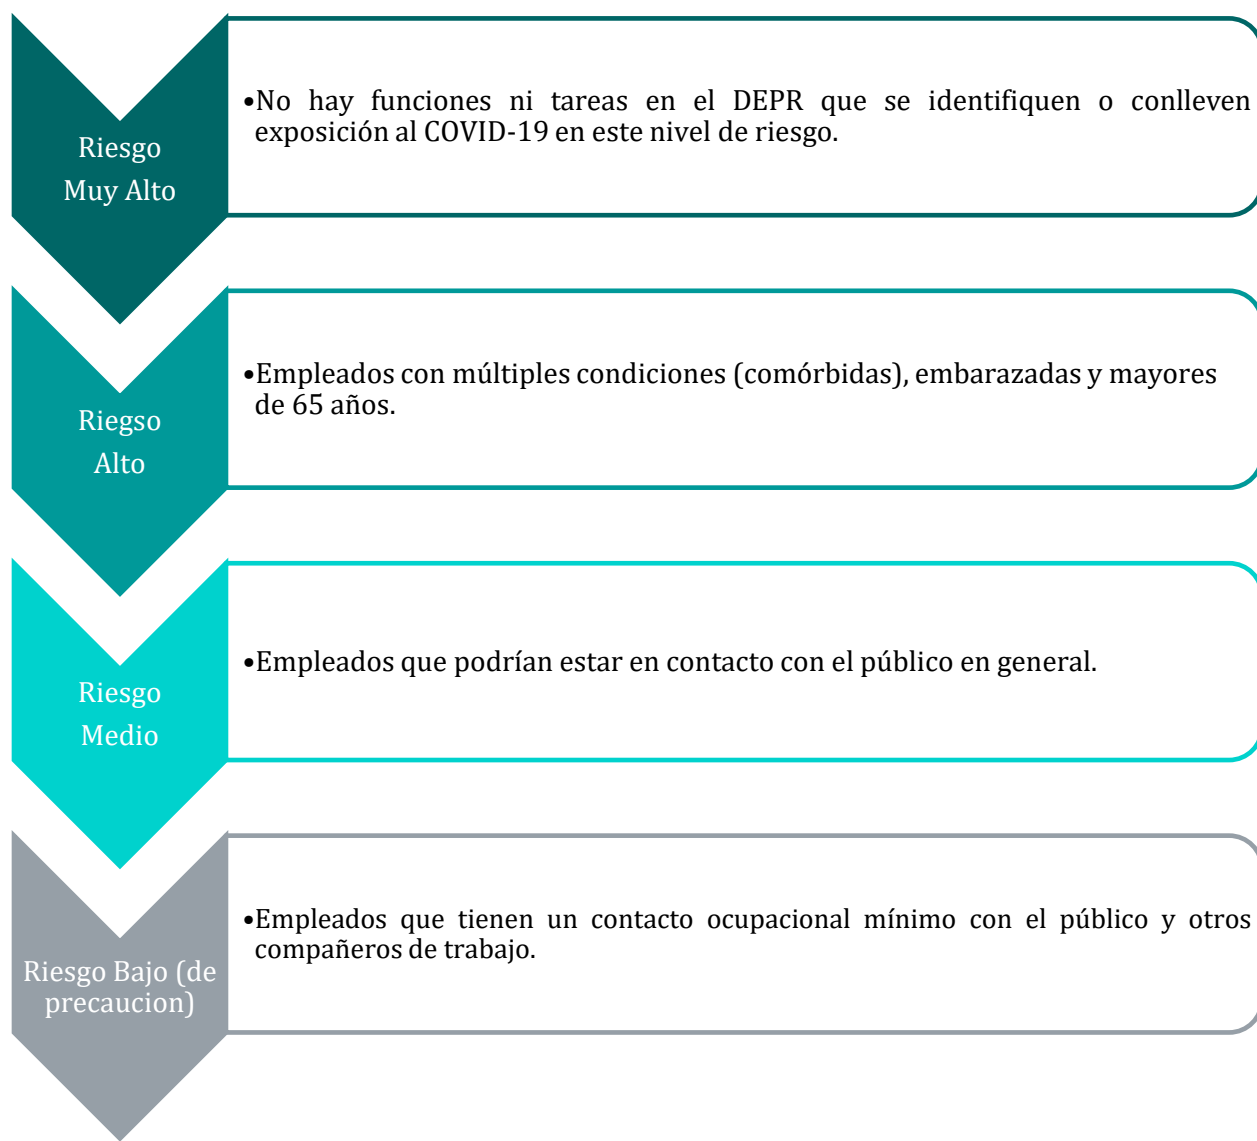 Riesgo
Muy Alto
•No hay funciones ni tareas en el DEPR que se identifiquen o conlleven
exposición al COVID-19 en este nivel de riesgo.
Riegso
Alto
•Empleados con múltiples condiciones (comórbidas), embarazadas y mayores
de 65 años.
Riesgo
Medio
•Empleados que podrían estar en contacto con el público en general.
Riesgo Bajo (de
precaucion)
•Empleados que tienen un contacto ocupacional mínimo con el público y otros
compañeros de trabajo.